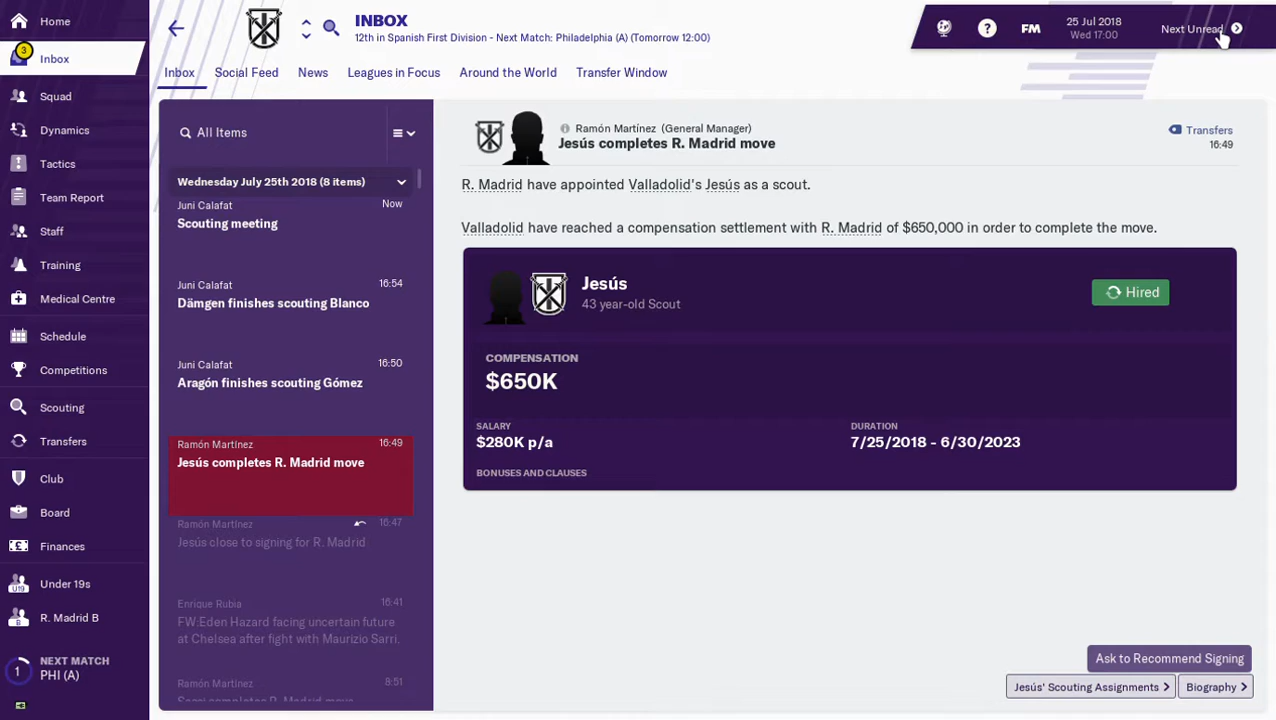 Home
3
Inbox
Squad
Dynamics
Tactics
Team Report
Staff
Training
Medical Centre
Schedule
Competitions
Scouting
Transfers
Club
Board
Finances
U19
Under 19s
B
R. Madrid B
1
NEXT MATCH
PHI (A)
INBOX
12th in Spanish First Division - Next Match: Philadelphia (A) (Tomorrow 12:00)
?
FM
25 Jul 2018
Wed 17:00
Next Unread
Inbox
Social Feed
News
Leagues in Focus
Around the World
Transfer Window
All Items
Wednesday July 25th 2018 (8 items)
Juni Calafat
Now
Scouting meeting
Juni Calafat
16:54
Dämgen finishes scouting Blanco
Juni Calafat
16:50
Aragón finishes scouting Gómez
Ramón Martínez
16:49
Jesús completes R. Madrid move
Ramón Martínez
16:47
Jesús close to signing for R. Madrid
Enrique Rubia
16:41
FW:Eden Hazard facing uncertain future
at Chelsea after fight with Maurizio Sarri.
Ramón Martínez
8:51
R. Madrid move
Ramón Martínez (General Manager)
Jesús completes R. Madrid move
Transfers
16:49
R. Madrid have appointed Valladolid's Jesús as a scout.
Valladolid have reached a compensation settlement with R. Madrid of $650,000 in order to complete the move.
Jesús
43 year-old Scout
Hired
COMPENSATION
$650K
SALARY
$280K p/a
DURATION
7/25/2018 - 6/30/2023
BONUSES AND CLAUSES
Ask to Recommend Signing
Jesús' Scouting Assignments
Biography